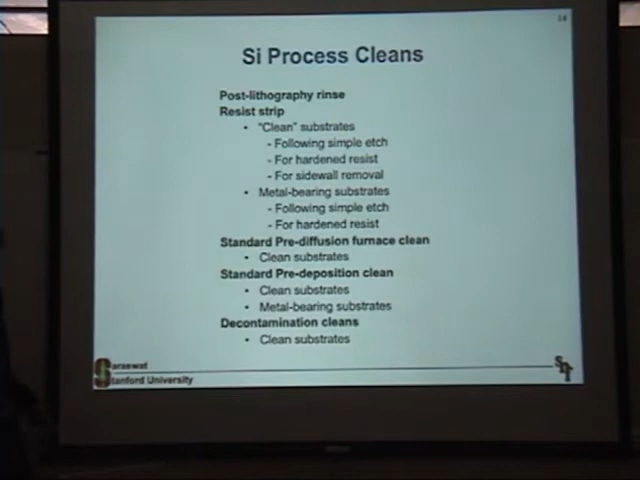 14
Si Process Cleans
Post-lithography rinse
Resist strip
• "Clean" substrates
- Following simple etch
- For hardened resist
- For sidewall removal
• Metal-bearing substrates
- Following simple etch
- For hardened resist
Standard Pre-diffusion furnace clean
• Clean substrates
Standard Pre-deposition clean
• Clean substrates
• Metal-bearing substrates
Decontamination cleans
• Clean substrates
Saraswat
Stanford University